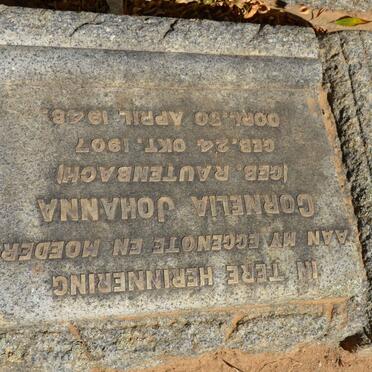 IN TERE HERINNERING
AAN MY EGGENOTE EN MOEDER
CORNELIA JOHANNA
(GEB. RAUTENBACH)
GEB. 24 OKT. 1907
OORL. 30 APRIL 1948.